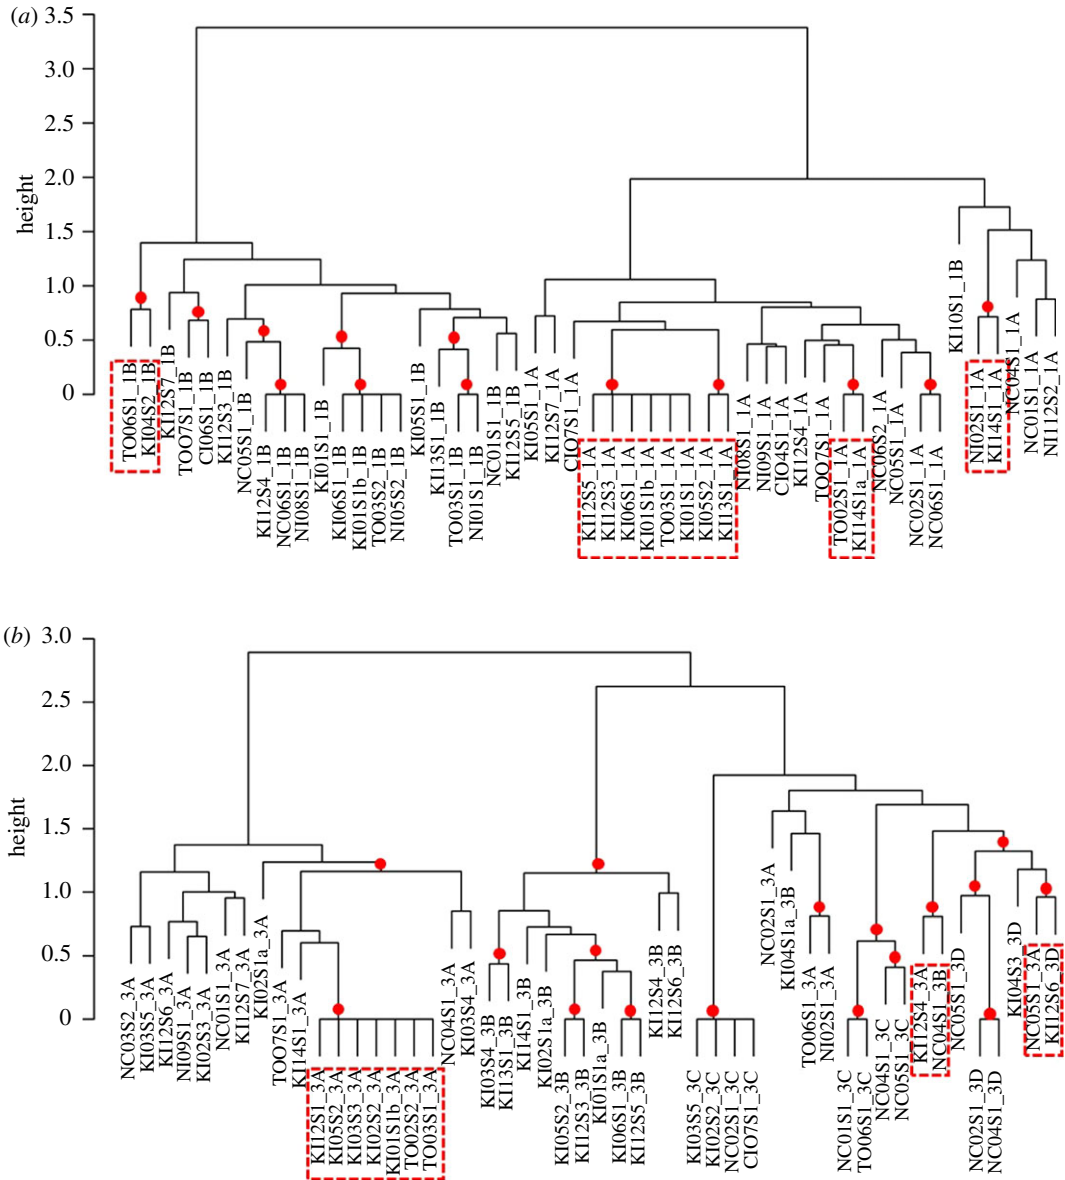 (a)
3.5
3.0
2.5
2.0
1.5
1.0
0.5
0
height
TO06S1_1B
KI04S2_1B
KI12S7_1B
TOO7S1_1B
CI06S1_1B
KI12S3_1B
NC05S1_1B
KI12S4_1B
NC06S1_1B
NI08S1_1B
KI01S1_1B
KI06S1_1B
KI01S1b_1B
TO03S2_1B
NI05S2_1B
KI05S1_1B
KI13S1_1B
TO03S1_1B
NI01S1_1B
NC01S1_1B
KI12S5_1B
KI05S1_1A
KI12S7_1A
CIO7S1_1A
KI12S5_1A
KI12S3_1A
KI06S1_1A
KI01S1b_1A
TO03S1_1A
KI01S1_1A
KI05S2_1A
KI13S1_1A
NI08S1_1A
NI09S1_1A
CIO4S1_1A
KI12S4_1A
TOO7S1_1A
TO02S1_1A
KI14S1a_1A
NC06S2_1A
NC05S1_1A
NC02S1_1A
NC06S1_1A
KI10S1_1B
NI02S1_1A
KI14S1_1A
NC04S1_1A
NC01S1_1A
NI112S2_1A
(b)
3.0
2.5
2.0
1.5
1.0
0.5
0
height
NC03S2_3A
KI03S5_3A
KI12S6_3A
NI09S1_3A
KI02S3_3A
NC01S1_3A
KI12S7_3A
KI02S1a_3A
TOO7S1_3A
KI14S1_3A
KI12S1_3A
KI05S2_3A
KI03S3_3A
KI02S2_3A
KI01S1b_3A
TO02S2_3A
TO03S1_3A
NC04S1_3A
KI03S4_3A
KI03S4_3B
KI13S1_3B
KI14S1_3B
KI02S1a_3B
KI05S2_3B
KI12S3_3B
KI01S1a_3B
KI06S1_3B
KI12S5_3B
KI12S4_3B
KI12S6_3B
KI03S5_3C
KI02S2_3C
NC02S1_3C
CIO7S1_3C
NC02S1_3A
KI04S1a_3B
TO06S1_3A
NI02S1_3A
NC01S1_3C
TO06S1_3C
NC04S1_3C
NC05S1_3C
KI12S4_3A
NC04S1_3B
NC05S1_3D
NC02S1_3D
NC04S1_3D
KI04S3_3D
NC05S1_3A
KI12S6_3D